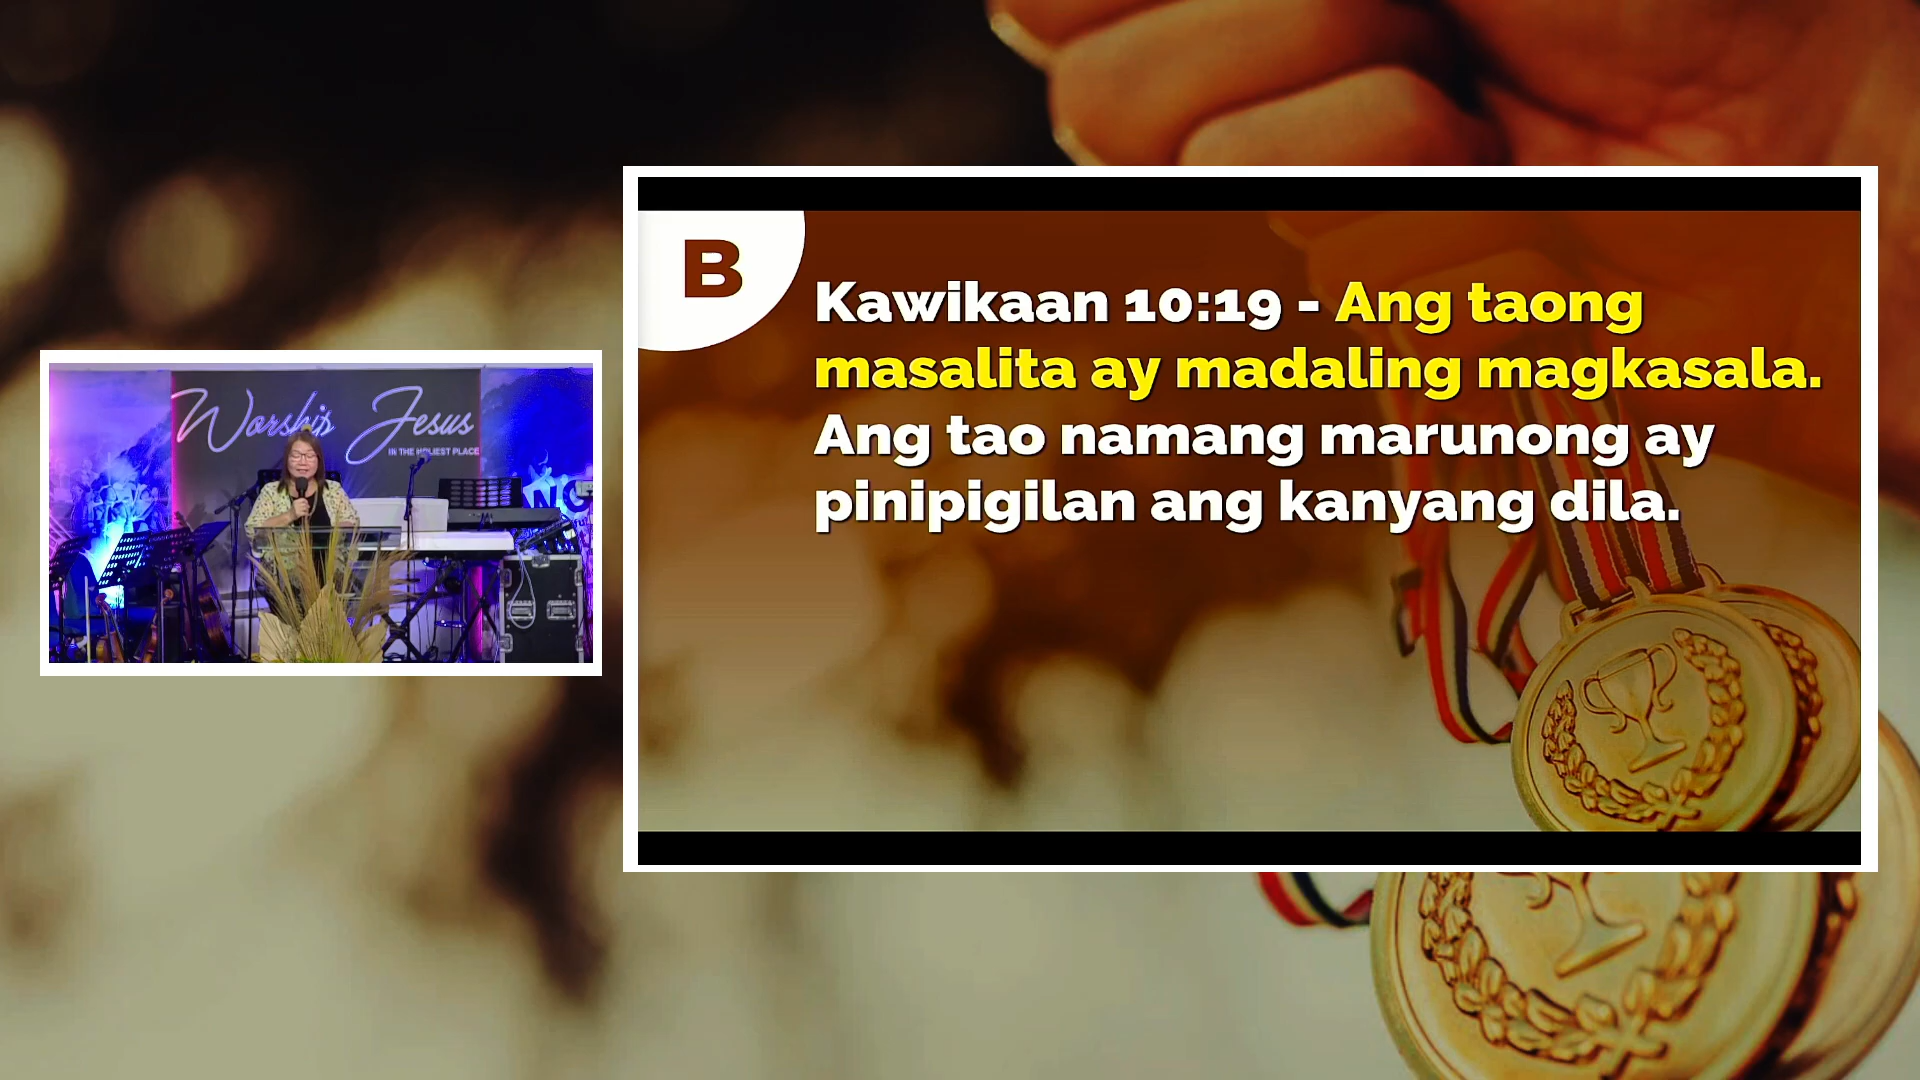 Worship Jesus
IN THE HOLIEST PLACE
B
Kawikaan 10:19 - Ang taong
masalita ay madaling magkasala.
Ang tao namang marunong ay
pinipigilan ang kanyang dila.